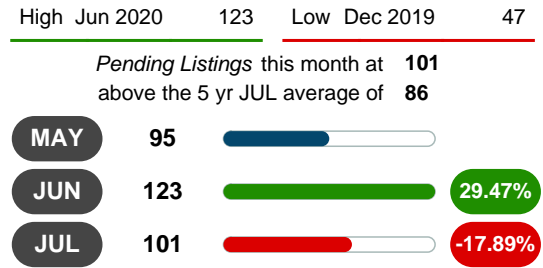 High Jun 2020 123 Low Dec 2019 47
Pending Listings this month at 101
above the 5 yr JUL average of 86
MAY 95
JUN 123 29.47%
JUL 101 -17.89%